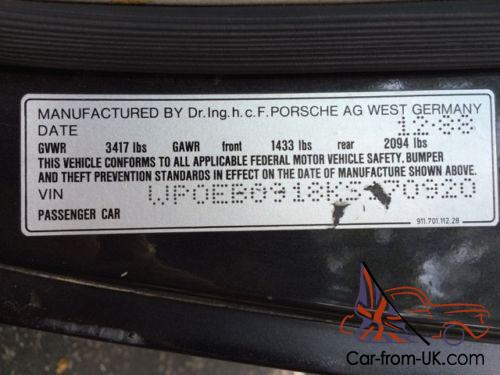 MANUFACTURED BY Dr.Ing.h.c.F.PORSCHE AG WEST GERMANY
DATE 12-88
GVWR 3417 lbs GAWR front 1433 lbs rear 2094 lbs
THIS VEHICLE CONFORMS TO ALL APPLICABLE FEDERAL MOTOR VEHICLE SAFETY, BUMPER
AND THEFT PREVENTION STANDARDS IN EFFECT ON THE DATE OF MANUFACTURE SHOWN ABOVE.
VIN
PASSENGER CAR
911.701.112.28
Car-from-UK.com